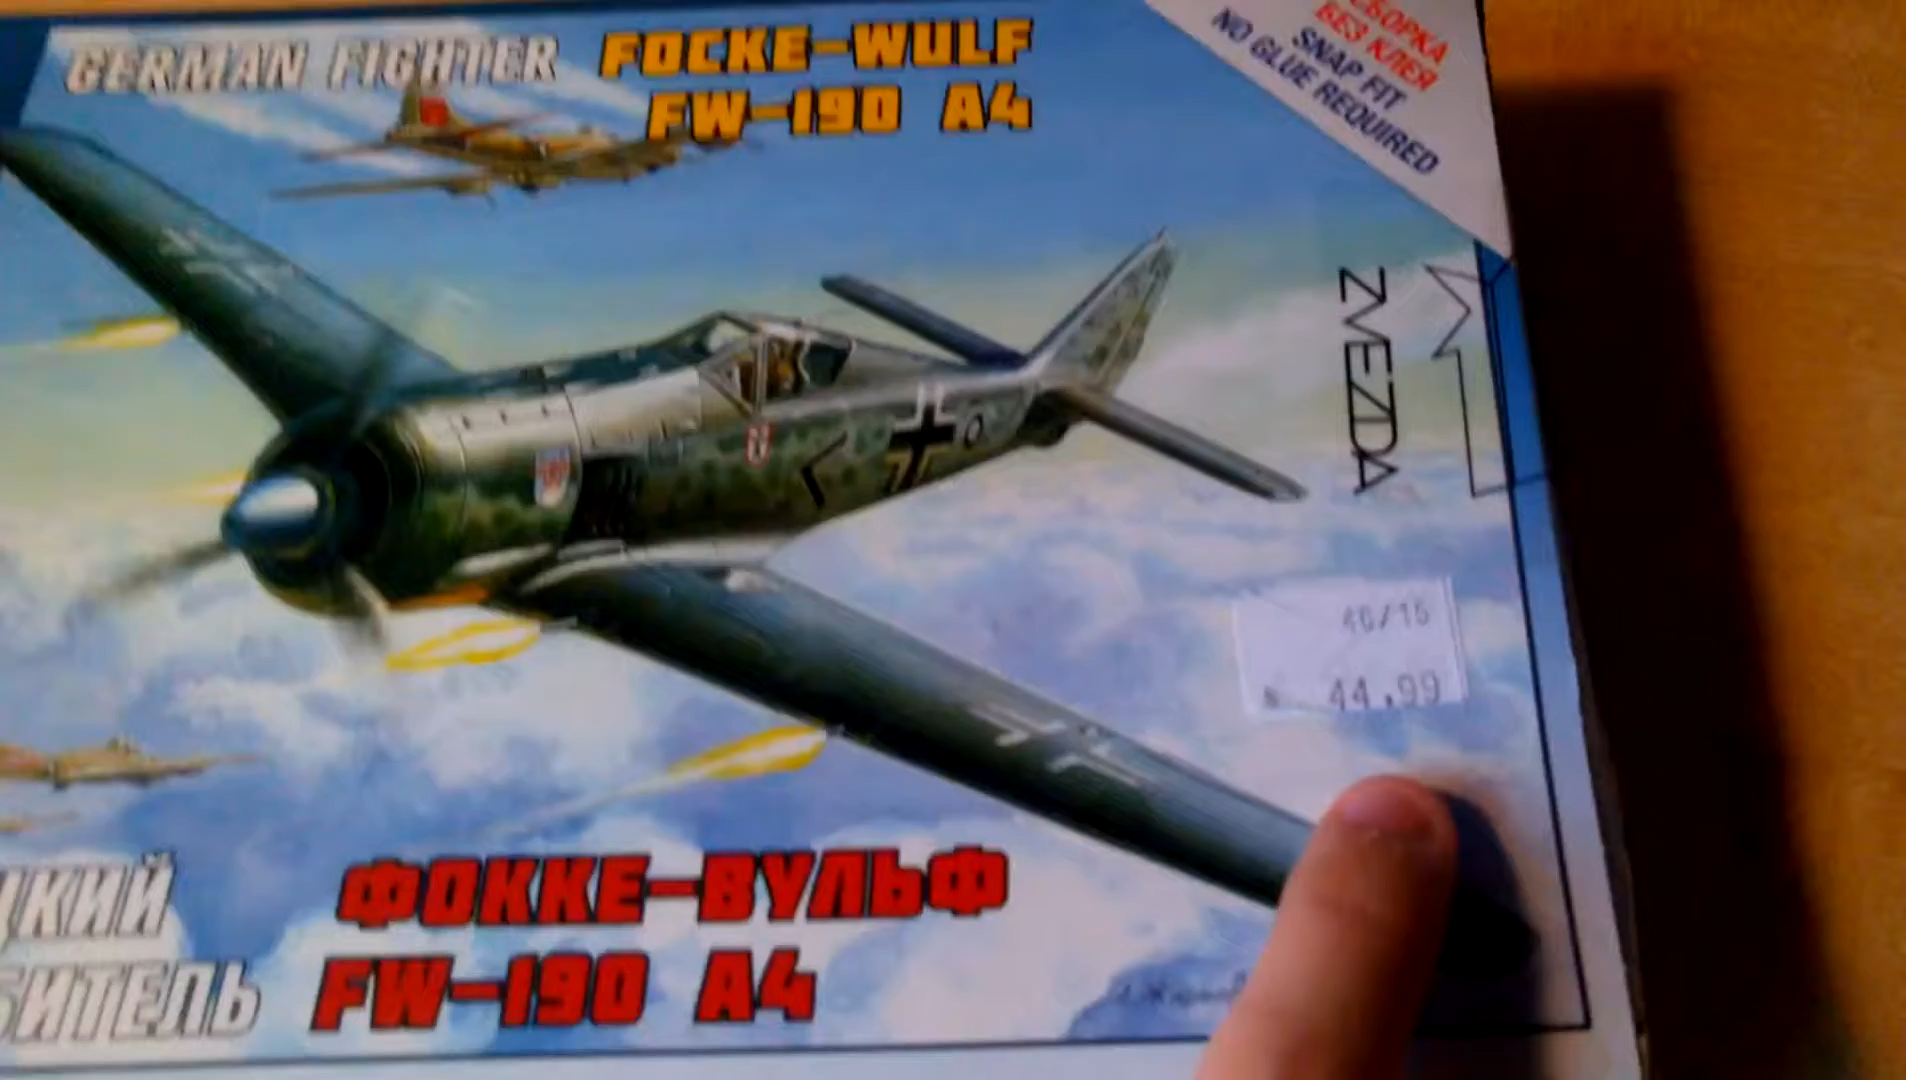 GERMAN FIGHTER
FOCKE-WULF
FW-190 A4
СБОРКА
БЕЗ КЛЕЯ
SNAP FIT
NO GLUE REQUIRED
ZVEZDA
44.99
ФОККЕ-ВУЛЬФ
FW-190 A4